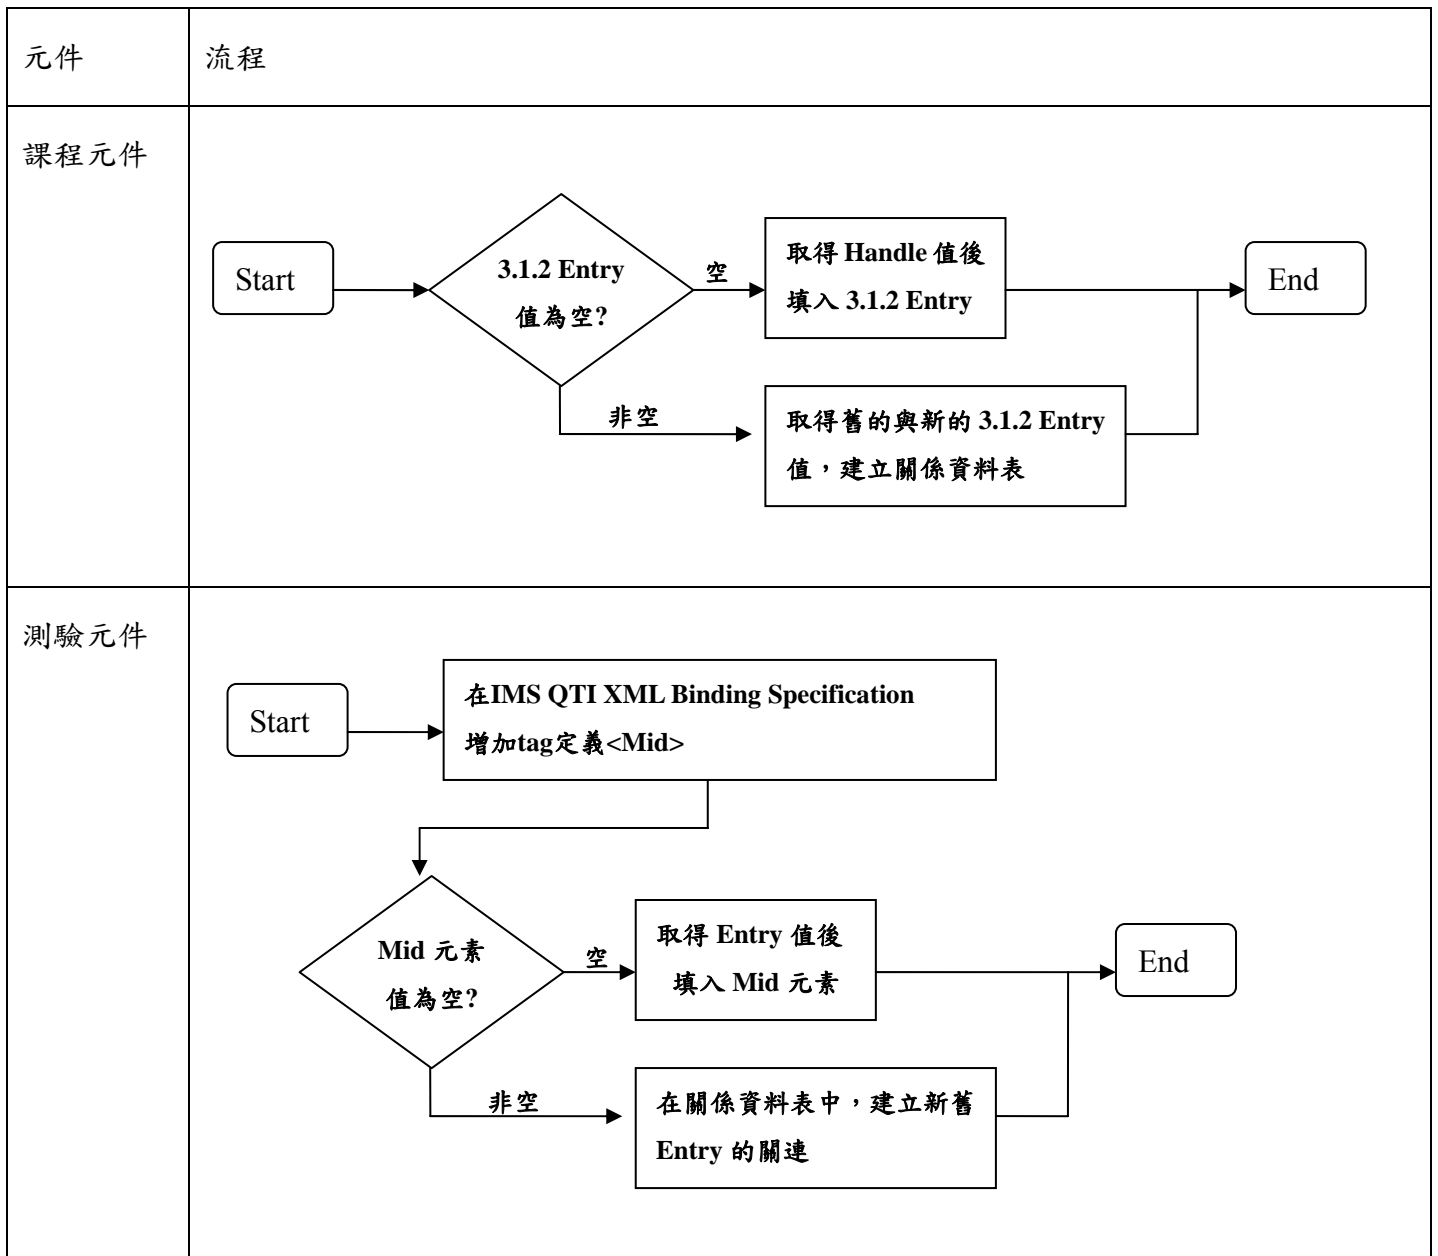 元件
流程
課程元件
Start
3.1.2 Entry
值為空?
空
取得 Handle 值後
填入 3.1.2 Entry
End
非空
取得舊的與新的 3.1.2 Entry
值，建立關係資料表
測驗元件
Start
在IMS QTI XML Binding Specification
增加tag定義<Mid>
Mid 元素
值為空?
空
取得 Entry 值後
填入 Mid 元素
End
非空
在關係資料表中，建立新舊
Entry 的關連